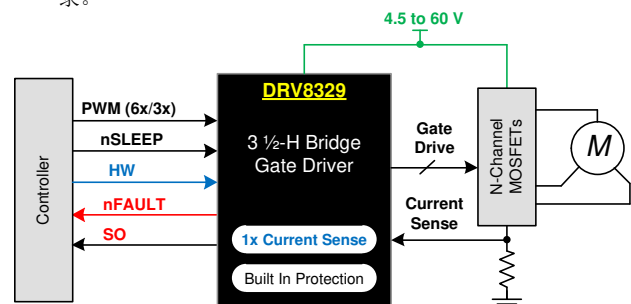 录。
4.5 to 60 V
DRV8329
3 ½-H Bridge
Gate Driver
1x Current Sense
Built In Protection
Controller
PWM (6x/3x)
nSLEEP
HW
nFAULT
SO
Gate
Drive
Current
Sense
N-Channel
MOSFETs
M